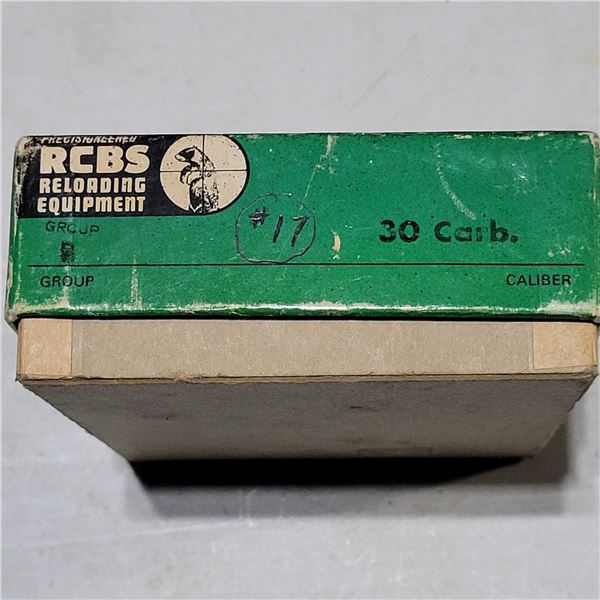 PRECISIONEERED
RCBS
RELOADING
EQUIPMENT
GROUP
B
#17
30 Carb.
GROUP
CALIBER